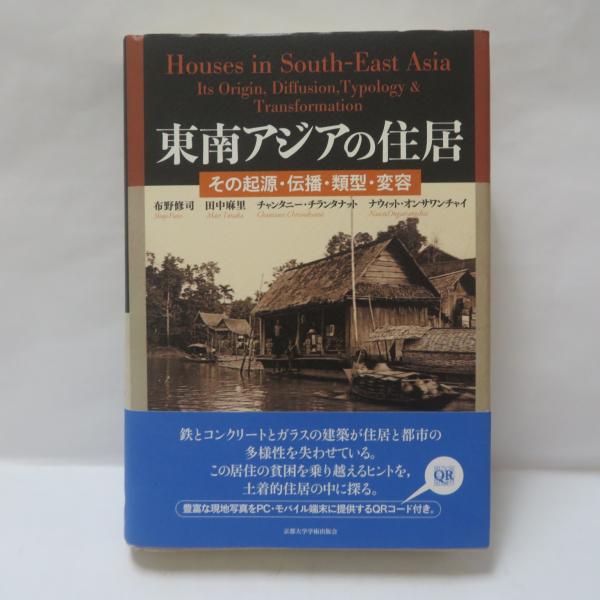 Houses in South-East Asia
Its Origin, Diffusion, Typology &
Transformation
東南アジアの住居
その起源・伝播・類型・変容
布野修司 田中麻里 チャンタニー・チランタナット ナウィット・オンサワンチャイ
Shuji Funo Mari Tanaka Chantanee Chiranthanut Nawit Ongsavangchai
鉄とコンクリートとガラスの建築が住居と都市の
多様性を失わせている。
この居住の貧困を乗り越えるヒントを,
土着的住居の中に探る。
QR
豊富な現地写真をPC・モバイル端末に提供するQRコード付き。
京都大学学術出版会